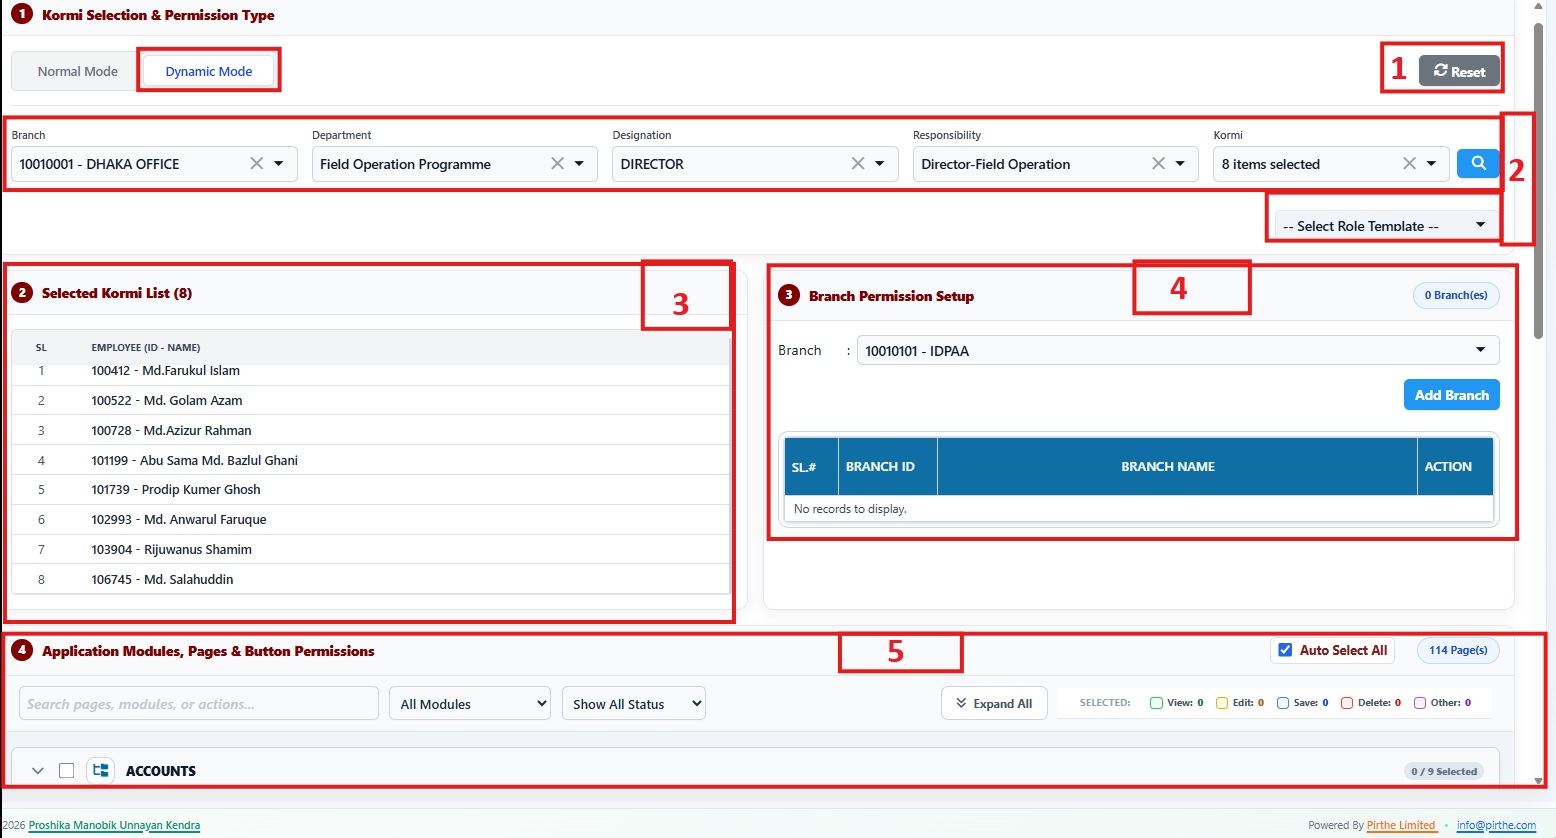 1 Kormi Selection & Permission Type
Normal Mode Dynamic Mode 1 Reset
Branch Department Designation Responsibility Kormi
10010001 - DHAKA OFFICE Field Operation Programme DIRECTOR Director-Field Operation 8 items selected 2
-- Select Role Template --
2 Selected Kormi List (8) 3
SL EMPLOYEE (ID - NAME)
1 100412 - Md.Farukul Islam
2 100522 - Md. Golam Azam
3 100728 - Md.Azizur Rahman
4 101199 - Abu Sama Md. Bazlul Ghani
5 101739 - Prodip Kumer Ghosh
6 102993 - Md. Anwarul Faruque
7 103904 - Rijuwanus Shamim
8 106745 - Md. Salahuddin
3 Branch Permission Setup 4 0 Branch(es)
Branch : 10010101 - IDPAA
Add Branch
SL.# BRANCH ID BRANCH NAME ACTION
No records to display.
4 Application Modules, Pages & Button Permissions 5 Auto Select All 114 Page(s)
Search pages, modules, or actions... All Modules Show All Status Expand All SELECTED: View: 0 Edit: 0 Save: 0 Delete: 0 Other: 0
ACCOUNTS 0 / 9 Selected
2026 Proshika Manobik Unnayan Kendra Powered By Pirthe Limited • info@pirthe.com